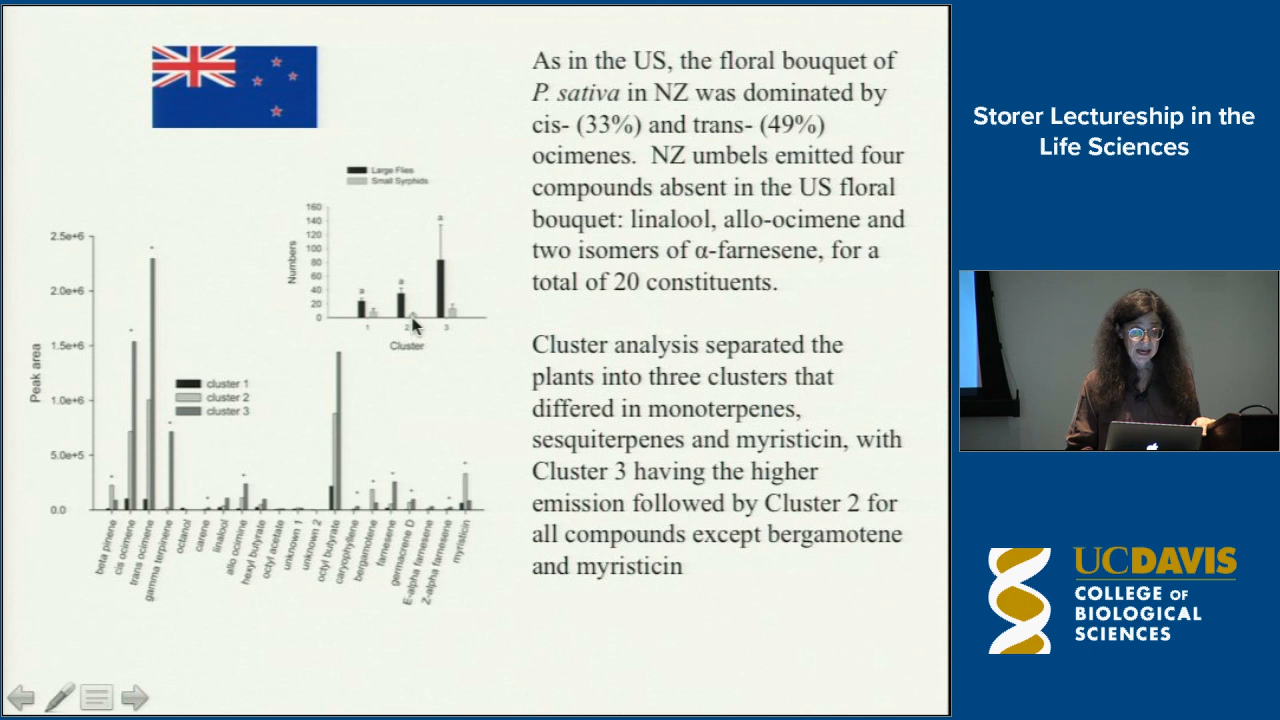 As in the US, the floral bouquet of
P. sativa in NZ was dominated by
cis- (33%) and trans- (49%)
ocimenes. NZ umbels emitted four
compounds absent in the US floral
bouquet: linalool, allo-ocimene and
two isomers of α-farnesene, for a
total of 20 constituents.
Cluster analysis separated the
plants into three clusters that
differed in monoterpenes,
sesquiterpenes and myristicin, with
Cluster 3 having the higher
emission followed by Cluster 2 for
all compounds except bergamotene
and myristicin
Large Flies
Small Syrphids
Numbers
160
140
120
100
80
60
40
20
0
a
a
a
1
2
3
Cluster
Peak area
2.5e+6
2.0e+6
1.5e+6
1.0e+6
5.0e+5
0.0
cluster 1
cluster 2
cluster 3
beta pinene
cis ocimene
trans ocimene
gamma terpinene
octanol
carene
linalool
allo ocimine
hexyl butyrate
octyl acetate
unknown 1
unknown 2
octyl butyrate
caryophyllene
bergamotene
farnesene
germacrene D
E-alpha farnesene
Z-alpha farnesene
myristicin
Storer Lectureship in the
Life Sciences
UCDAVIS
COLLEGE OF
BIOLOGICAL
SCIENCES